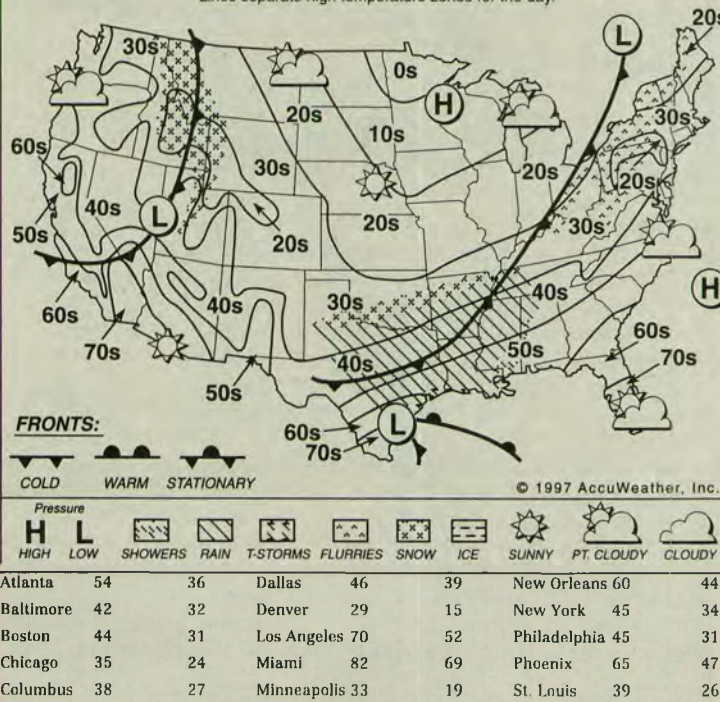 Lines separate high temperature zones for the day.
20s
30s
L
0s
H
20s
10s
30s
60s
30s
20s
20s
40s
L
20s
30s
50s
20s
H
40s
30s
40s
60s
70s
40s
50s
60s
70s
50s
FRONTS:
60s
L
70s
COLD WARM STATIONARY
© 1997 AccuWeather, Inc.
Pressure
H L
HIGH LOW SHOWERS RAIN T-STORMS FLURRIES SNOW ICE SUNNY PT. CLOUDY CLOUDY
Atlanta 54 36 Dallas 46 39 New Orleans 60 44
Baltimore 42 32 Denver 29 15 New York 45 34
Boston 44 31 Los Angeles 70 52 Philadelphia 45 31
Chicago 35 24 Miami 82 69 Phoenix 65 47
Columbus 38 27 Minneapolis 33 19 St. Louis 39 26